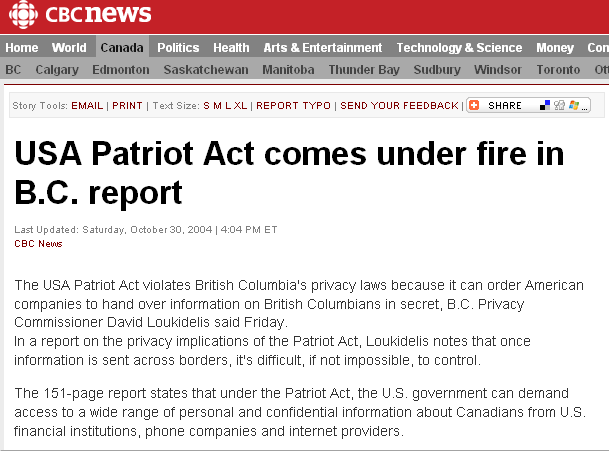 CBCnews
Home World Canada Politics Health Arts & Entertainment Technology & Science Money
BC Calgary Edmonton Saskatchewan Manitoba Thunder Bay Sudbury Windsor Toronto
Story Tools: EMAIL | PRINT | Text Size: S M L XL | REPORT TYPO | SEND YOUR FEEDBACK | SHARE ...
USA Patriot Act comes under fire in
B.C. report
Last Updated: Saturday, October 30, 2004 | 4:04 PM ET
CBC News
The USA Patriot Act violates British Columbia's privacy laws because it can order American
companies to hand over information on British Columbians in secret, B.C. Privacy
Commissioner David Loukidelis said Friday.
In a report on the privacy implications of the Patriot Act, Loukidelis notes that once
information is sent across borders, it's difficult, if not impossible, to control.
The 151-page report states that under the Patriot Act, the U.S. government can demand
access to a wide range of personal and confidential information about Canadians from U.S.
financial institutions, phone companies and internet providers.